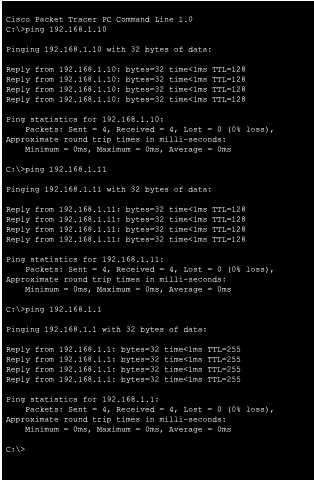 Cisco Packet Tracer PC Command Line 1.0
C:\>ping 192.168.1.10
Pinging 192.168.1.10 with 32 bytes of data:
Reply from 192.168.1.10: bytes=32 time<1ms TTL=128
Reply from 192.168.1.10: bytes=32 time<1ms TTL=128
Reply from 192.168.1.10: bytes=32 time<1ms TTL=128
Reply from 192.168.1.10: bytes=32 time<1ms TTL=128
Ping statistics for 192.168.1.10:
Packets: Sent = 4, Received = 4, Lost = 0 (0% loss),
Approximate round trip times in milli-seconds:
Minimum = 0ms, Maximum = 0ms, Average = 0ms
C:\>ping 192.168.1.11
Pinging 192.168.1.11 with 32 bytes of data:
Reply from 192.168.1.11: bytes=32 time<1ms TTL=128
Reply from 192.168.1.11: bytes=32 time<1ms TTL=128
Reply from 192.168.1.11: bytes=32 time<1ms TTL=128
Reply from 192.168.1.11: bytes=32 time<1ms TTL=128
Ping statistics for 192.168.1.11:
Packets: Sent = 4, Received = 4, Lost = 0 (0% loss),
Approximate round trip times in milli-seconds:
Minimum = 0ms, Maximum = 0ms, Average = 0ms
C:\>ping 192.168.1.1
Pinging 192.168.1.1 with 32 bytes of data:
Reply from 192.168.1.1: bytes=32 time<1ms TTL=255
Reply from 192.168.1.1: bytes=32 time<1ms TTL=255
Reply from 192.168.1.1: bytes=32 time<1ms TTL=255
Reply from 192.168.1.1: bytes=32 time<1ms TTL=255
Ping statistics for 192.168.1.1:
Packets: Sent = 4, Received = 4, Lost = 0 (0% loss),
Approximate round trip times in milli-seconds:
Minimum = 0ms, Maximum = 0ms, Average = 0ms
C:\>